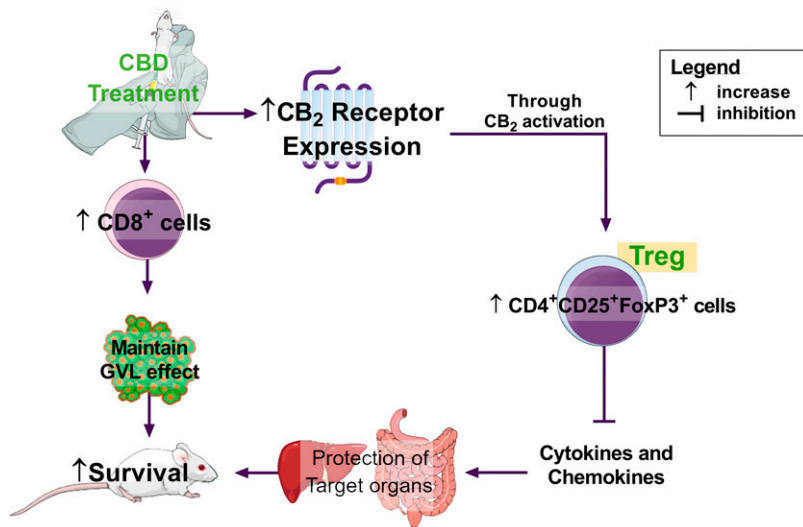 CBD
Treatment
↑CB₂ Receptor
Expression
Through
CB₂ activation
Legend
↑ increase
⊣ inhibition
↑ CD8⁺ cells
Treg
↑ CD4⁺CD25⁺FoxP3⁺ cells
Maintain
GVL effect
↑Survival
Protection of
Target organs
Cytokines and
Chemokines